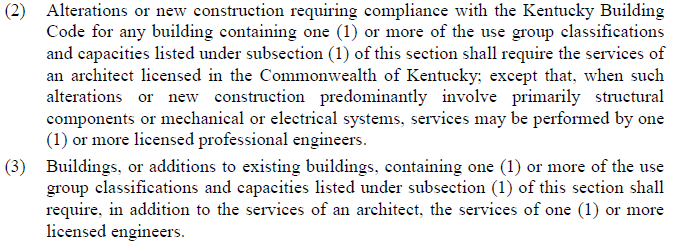 (2) Alterations or new construction requiring compliance with the Kentucky Building
Code for any building containing one (1) or more of the use group classifications
and capacities listed under subsection (1) of this section shall require the services of
an architect licensed in the Commonwealth of Kentucky; except that, when such
alterations or new construction predominantly involve primarily structural
components or mechanical or electrical systems, services may be performed by one
(1) or more licensed professional engineers.
(3) Buildings, or additions to existing buildings, containing one (1) or more of the use
group classifications and capacities listed under subsection (1) of this section shall
require, in addition to the services of an architect, the services of one (1) or more
licensed engineers.